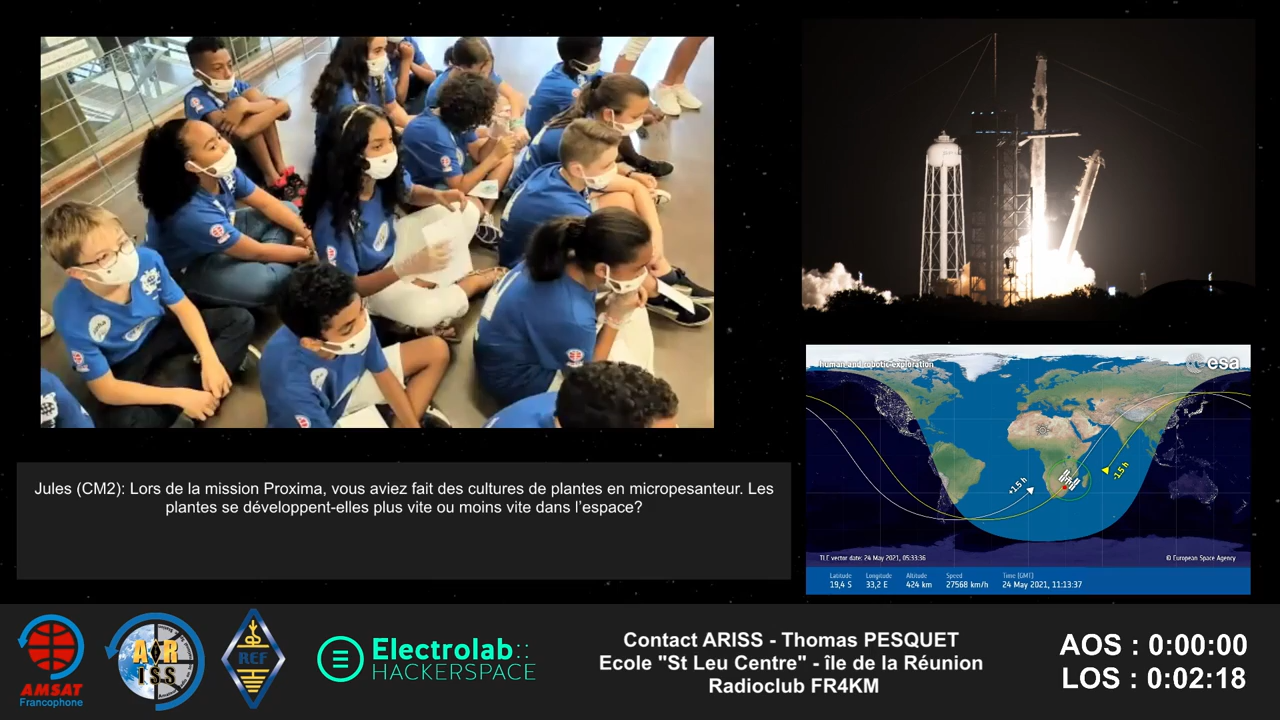 human and robotic exploration
esa
+1.5 h
-1.5 h
TLE vector date: 24 May 2021, 05:33:36
© European Space Agency
Latitude Longitude Altitude Speed Time (GMT)
19,4 S 33,2 E 424 km 27568 km/h 24 May 2021, 11:13:37
Jules (CM2): Lors de la mission Proxima, vous aviez fait des cultures de plantes en micropesanteur. Les
plantes se développent-elles plus vite ou moins vite dans l'espace?
AMSAT
Francophone
ARISS
REF
Electrolab::
HACKERSPACE
Contact ARISS - Thomas PESQUET
Ecole "St Leu Centre" - île de la Réunion
Radioclub FR4KM
AOS : 0:00:00
LOS : 0:02:18